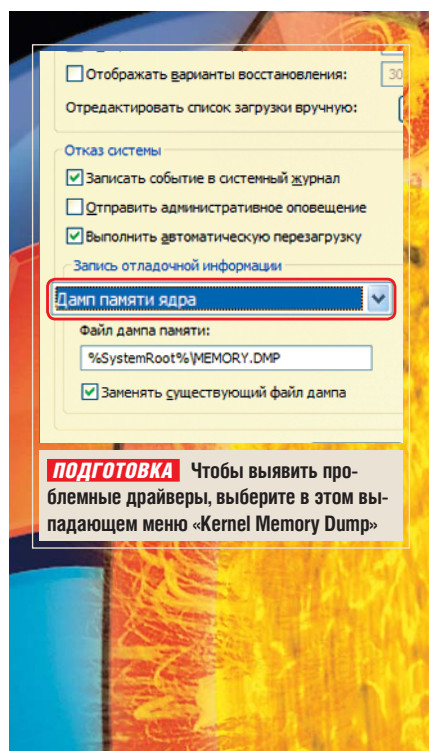 Отображать варианты восстановления:
30
Отредактировать список загрузки вручную:
Отказ системы
Записать событие в системный журнал
Отправить административное оповещение
Выполнить автоматическую перезагрузку
Запись отладочной информации
Дамп памяти ядра
Файл дампа памяти:
%SystemRoot%\MEMORY.DMP
Заменять существующий файл дампа
ПОДГОТОВКА Чтобы выявить про-
блемные драйверы, выберите в этом вы-
падающем меню «Kernel Memory Dump»